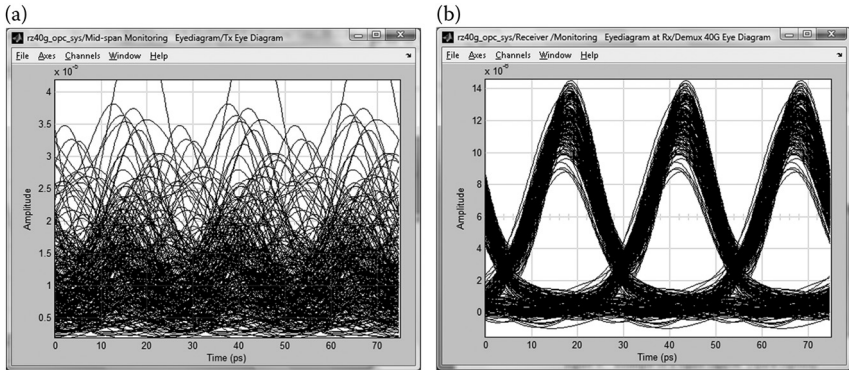 (a)
rz40g_opc_sys/Mid-span Monitoring Eyediagram/Tx Eye Diagram
File Axes Channels Window Help
x 10⁻⁵
4
3.5
3
2.5
2
1.5
1
0.5
Amplitude
0 10 20 30 40 50 60 70
Time (ps)
(b)
rz40g_opc_sys/Receiver /Monitoring Eyediagram at Rx/Demux 40G Eye Diagram
File Axes Channels Window Help
14
12
10
8
6
4
2
0
Amplitude
0 10 20 30 40 50 60 70
Time (ps)